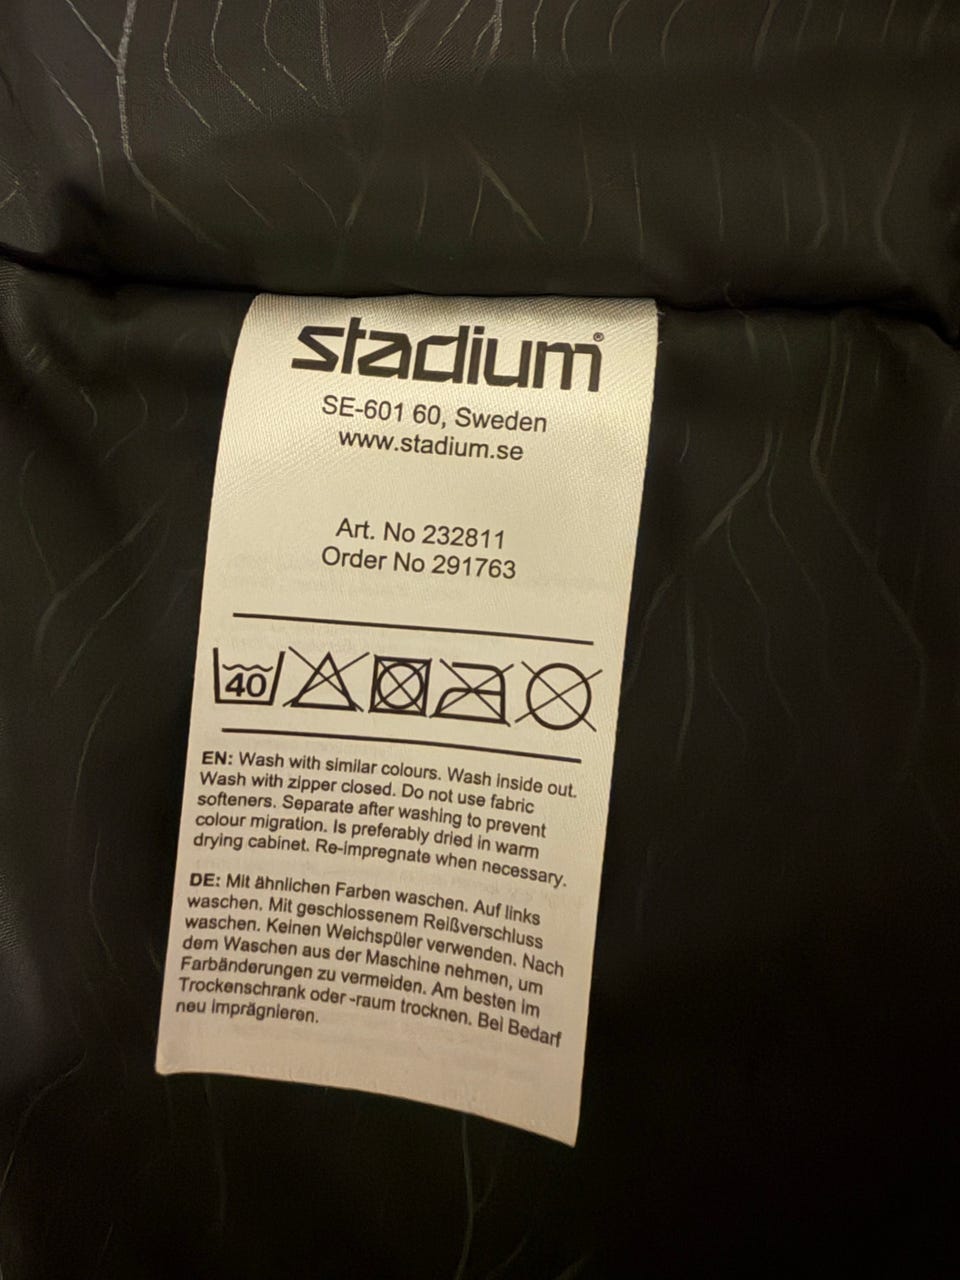 stadium®
SE-601 60, Sweden
www.stadium.se
Art. No 232811
Order No 291763
40
EN: Wash with similar colours. Wash inside out.
Wash with zipper closed. Do not use fabric
softeners. Separate after washing to prevent
colour migration. Is preferably dried in warm
drying cabinet. Re-impregnate when necessary.
DE: Mit ähnlichen Farben waschen. Auf links
waschen. Mit geschlossenem Reißverschluss
waschen. Keinen Weichspüler verwenden. Nach
dem Waschen aus der Maschine nehmen, um
Farbänderungen zu vermeiden. Am besten im
Trockenschrank oder -raum trocknen. Bei Bedarf
neu imprägnieren.